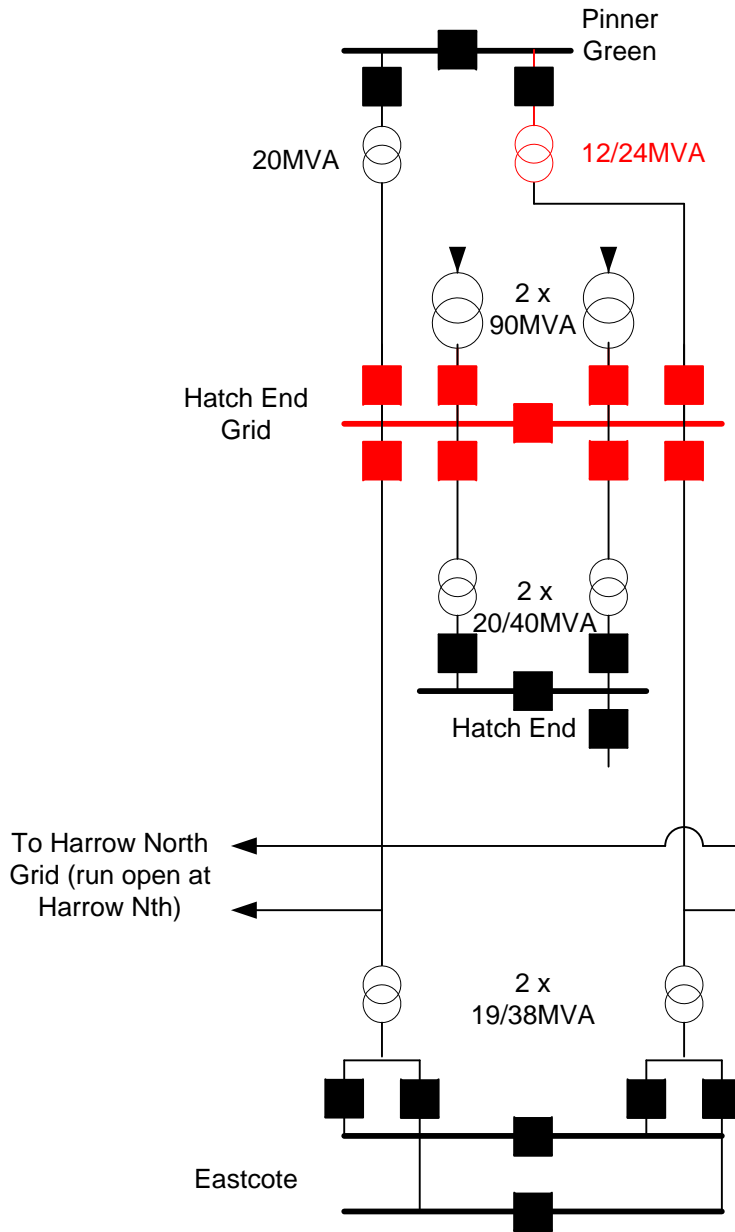 Pinner
Green
20MVA
12/24MVA
2 x
90MVA
Hatch End
Grid
2 x
20/40MVA
Hatch End
To Harrow North
Grid (run open at
Harrow Nth)
2 x
19/38MVA
Eastcote